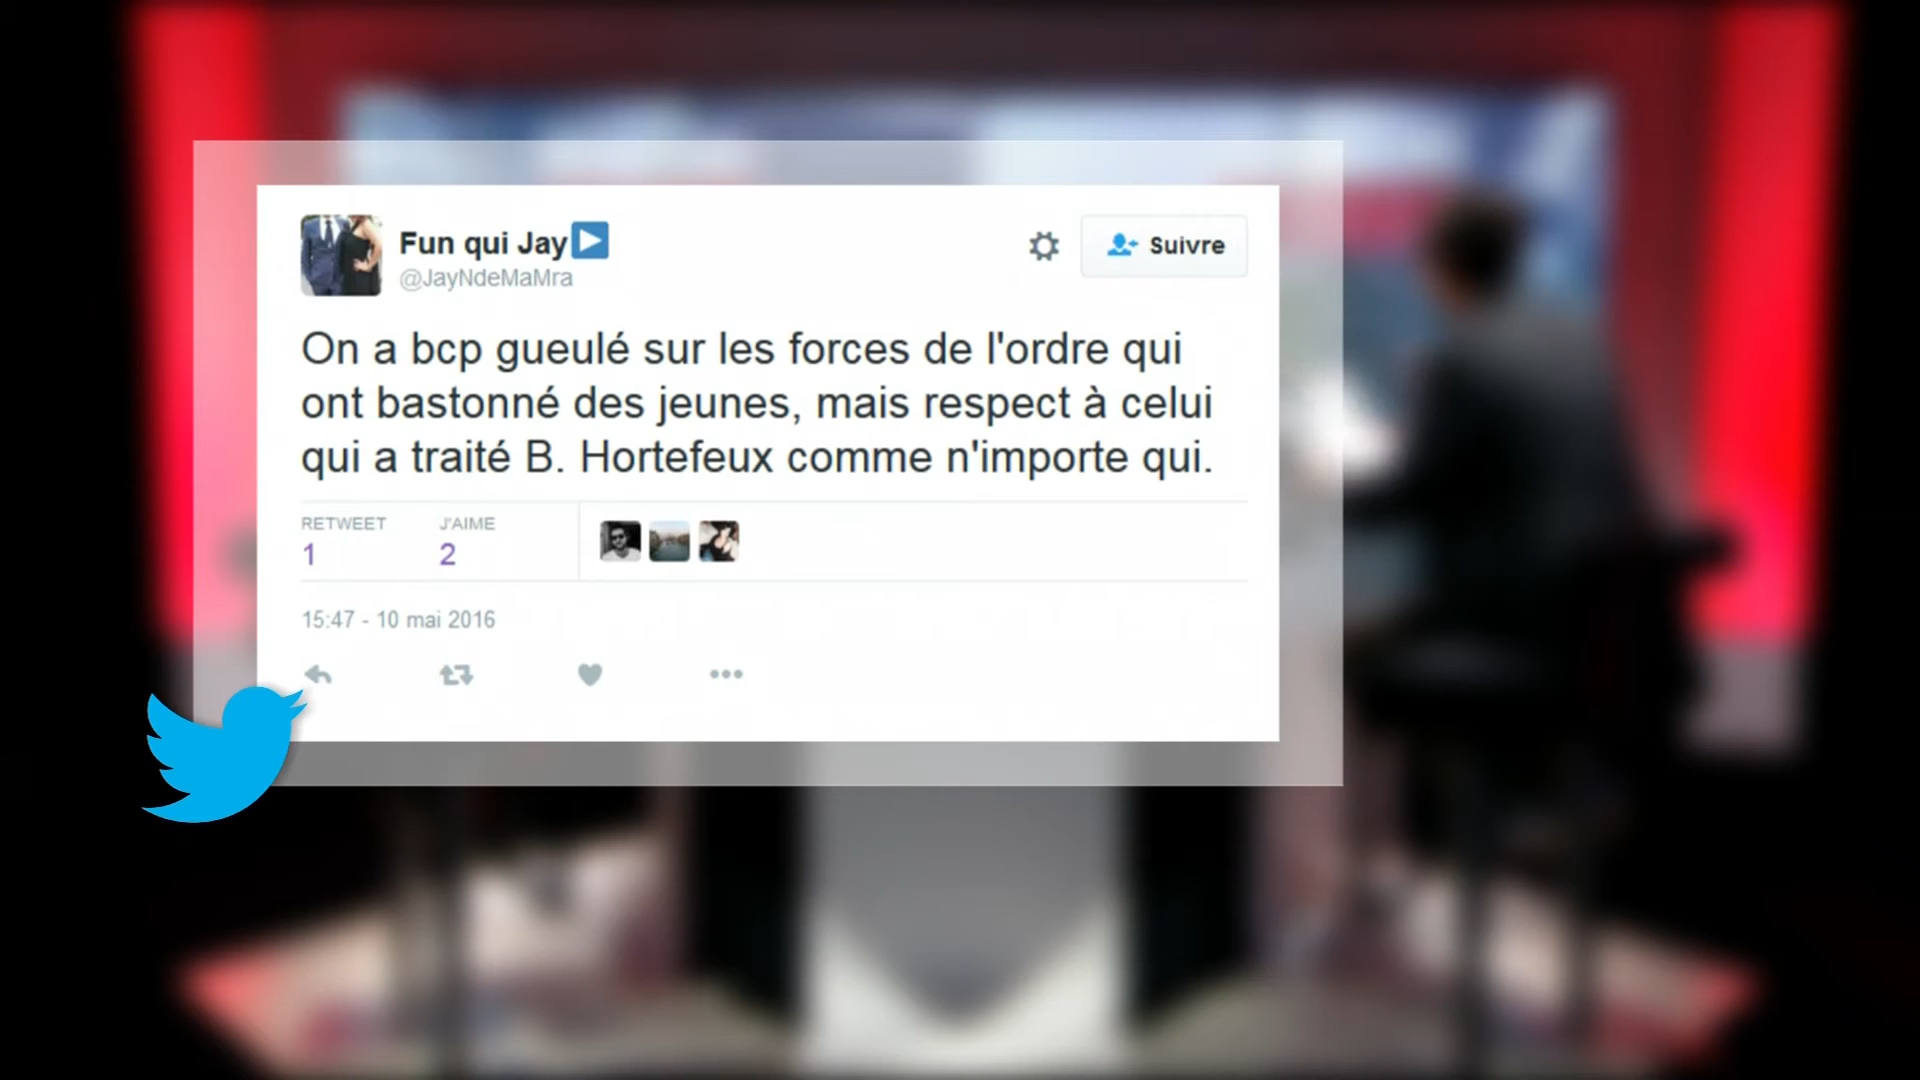 Fun qui Jay
@JayNdeMaMra
Suivre
On a bcp gueulé sur les forces de l'ordre qui
ont bastonné des jeunes, mais respect à celui
qui a traité B. Hortefeux comme n'importe qui.
RETWEET
J'AIME
1
2
15:47 - 10 mai 2016